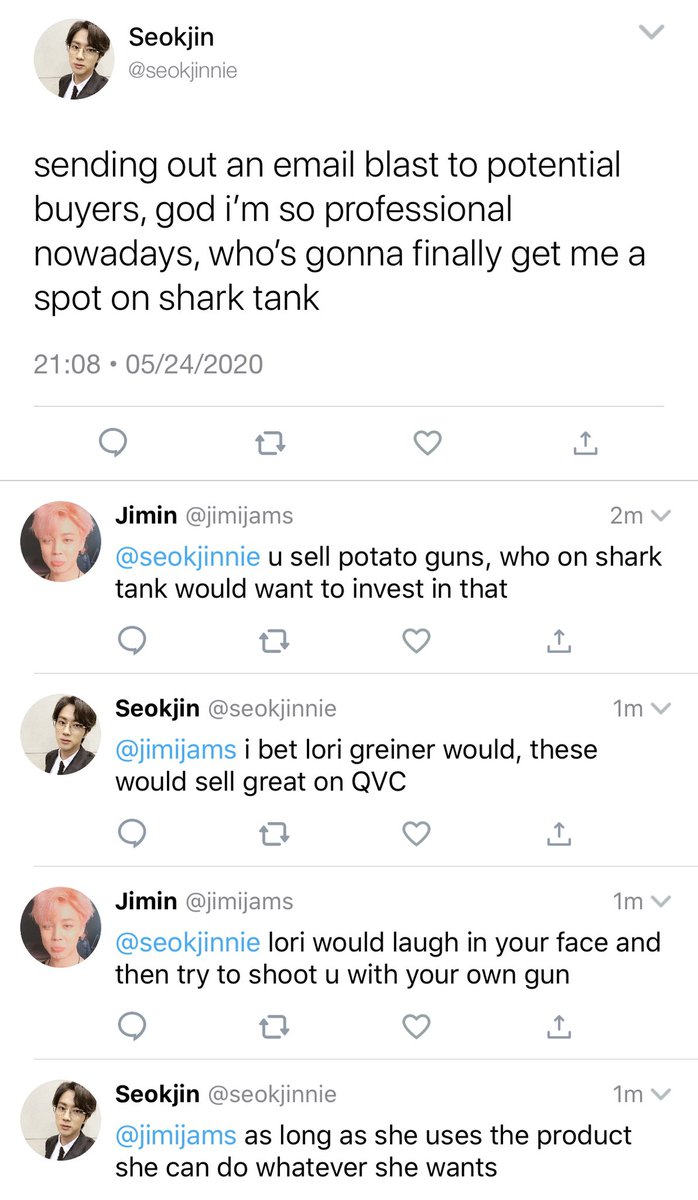 Seokjin
@seokjinnie
sending out an email blast to potential
buyers, god i’m so professional
nowadays, who’s gonna finally get me a
spot on shark tank
21:08 • 05/24/2020
Jimin @jimijams 2m
@seokjinnie u sell potato guns, who on shark
tank would want to invest in that
Seokjin @seokjinnie 1m
@jimijams i bet lori greiner would, these
would sell great on QVC
Jimin @jimijams 1m
@seokjinnie lori would laugh in your face and
then try to shoot u with your own gun
Seokjin @seokjinnie 1m
@jimijams as long as she uses the product
she can do whatever she wants